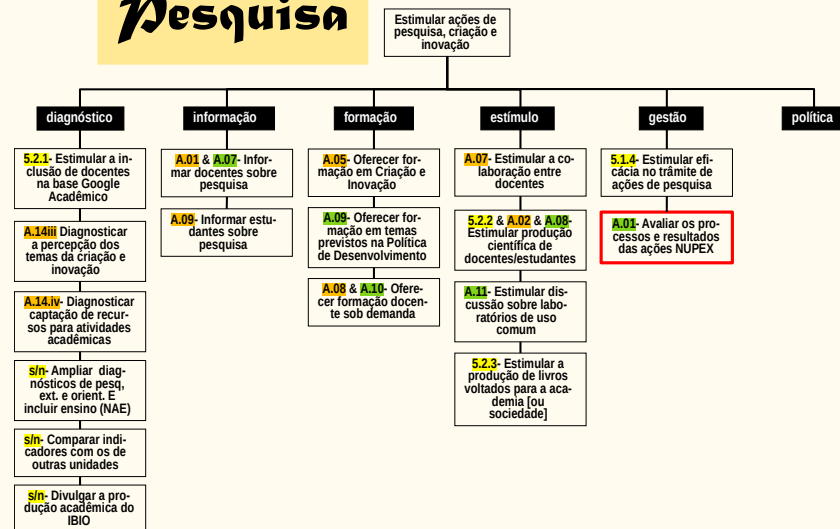 Pesquisa
Estimular ações de
pesquisa, criação e
inovação
diagnóstico
informação
formação
estímulo
gestão
política
5.2.1- Estimular a in-
clusão de docentes
na base Google
Acadêmico
A.14iii Diagnosticar
a percepção dos
temas da criação e
inovação
A.14.iv- Diagnosticar
captação de recur-
sos para atividades
acadêmicas
s/n- Ampliar diag-
nósticos de pesq,
ext. e orient. E
incluir ensino (NAE)
s/n- Comparar indi-
cadores com os de
outras unidades
s/n- Divulgar a pro-
dução acadêmica do
IBIO
A.01 & A.07- Infor-
mar docentes sobre
pesquisa
A.09- Informar estu-
dantes sobre
pesquisa
A.05- Oferecer for-
mação em Criação e
Inovação
A.09- Oferecer for-
mação em temas
previstos na Política
de Desenvolvimento
A.08 & A.10- Ofere-
cer formação docen-
te sob demanda
A.07- Estimular a co-
laboração entre
docentes
5.2.2 & A.02 & A.08-
Estimular produção
científica de
docentes/estudantes
A.11- Estimular dis-
cussão sobre labo-
ratórios de uso
comum
5.2.3- Estimular a
produção de livros
voltados para a aca-
demia [ou
sociedade]
5.1.4- Estimular efi-
cácia no trâmite de
ações de pesquisa
A.01- Avaliar os pro-
cessos e resultados
das ações NUPEX